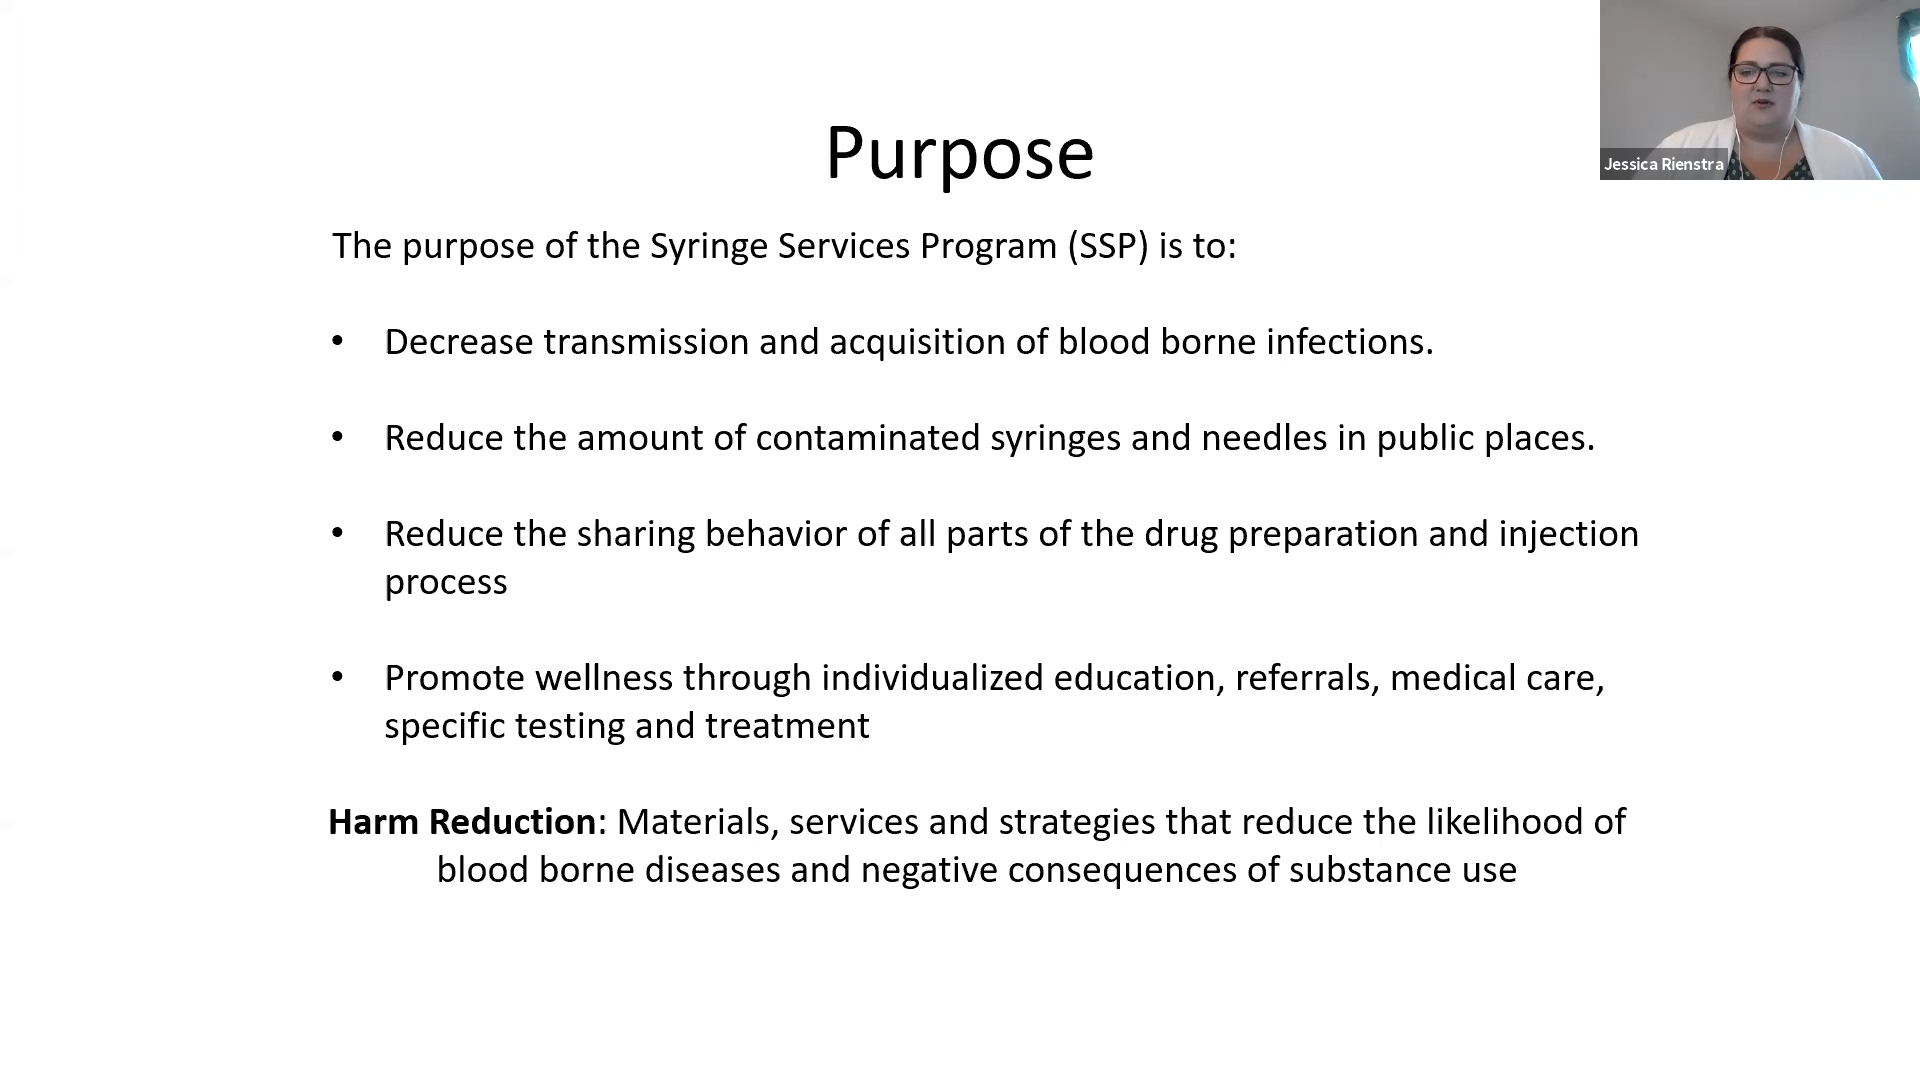 Purpose
Jessica Rienstra
The purpose of the Syringe Services Program (SSP) is to:
• Decrease transmission and acquisition of blood borne infections.
• Reduce the amount of contaminated syringes and needles in public places.
• Reduce the sharing behavior of all parts of the drug preparation and injection
process
• Promote wellness through individualized education, referrals, medical care,
specific testing and treatment
Harm Reduction: Materials, services and strategies that reduce the likelihood of
blood borne diseases and negative consequences of substance use